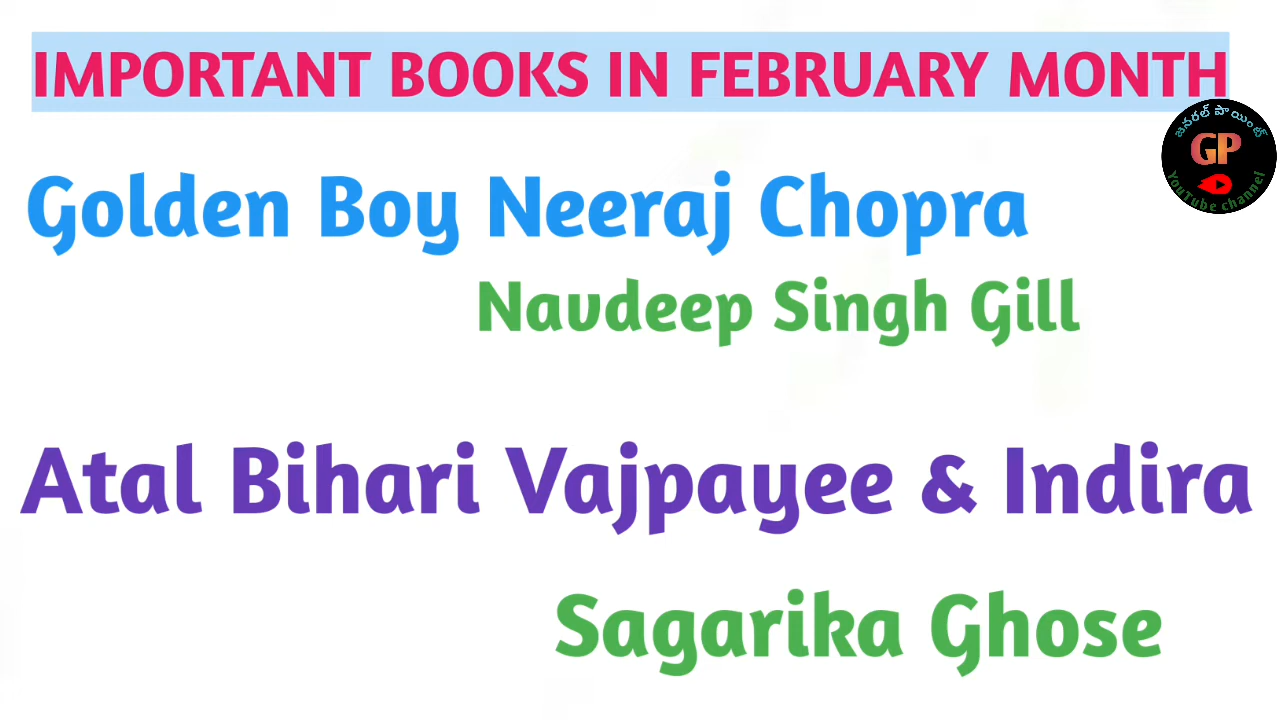 IMPORTANT BOOKS IN FEBRUARY MONTH
జెనరల్ పాయింట్
GP
YouTube channel
Golden Boy Neeraj Chopra
Navdeep Singh Gill
Atal Bihari Vajpayee & Indira
Sagarika Ghose